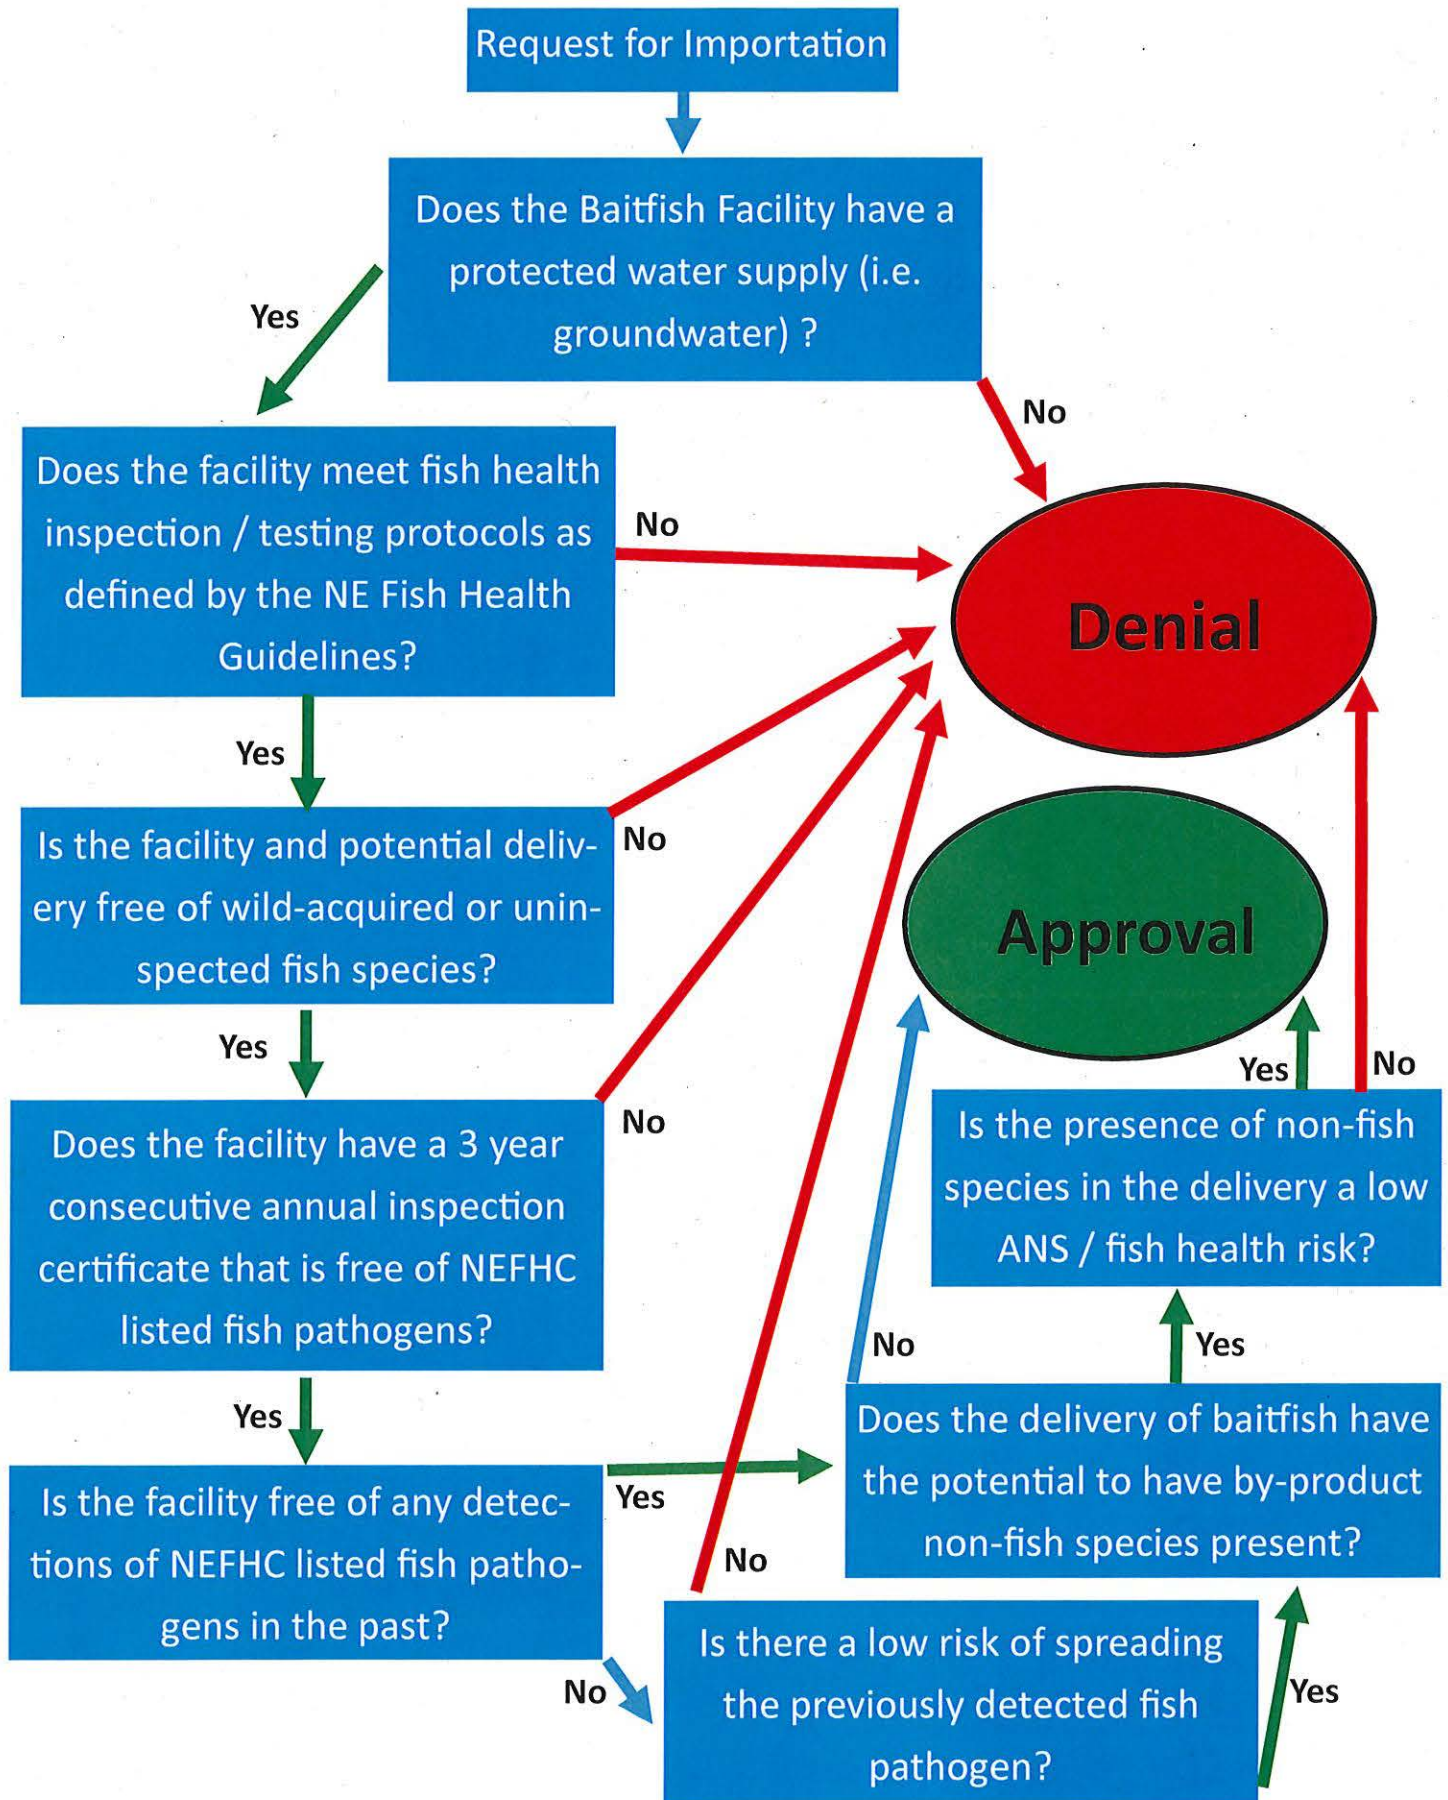 Request for Importation
Does the Baitfish Facility have a
protected water supply (i.e.
groundwater) ?
Yes
No
Does the facility meet fish health
inspection / testing protocols as
defined by the NE Fish Health
Guidelines?
No
Denial
Yes
Is the facility and potential deliv-
ery free of wild-acquired or unin-
spected fish species?
No
Approval
Yes
Does the facility have a 3 year
consecutive annual inspection
certificate that is free of NEFHC
listed fish pathogens?
No
Yes
No
Is the presence of non-fish
species in the delivery a low
ANS / fish health risk?
No
Yes
Does the delivery of baitfish have
the potential to have by-product
non-fish species present?
Yes
Is the facility free of any detec-
tions of NEFHC listed fish patho-
gens in the past?
Yes
No
No
Is there a low risk of spreading
the previously detected fish
pathogen?
Yes